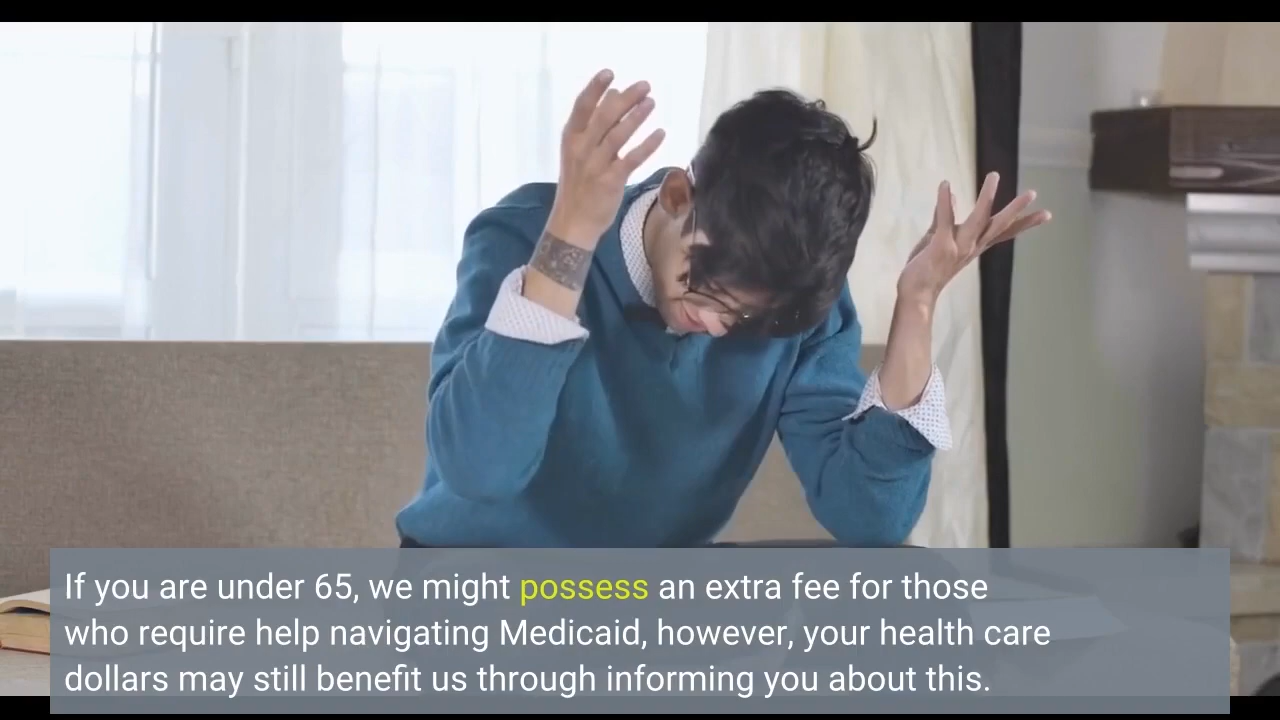 If you are under 65, we might possess an extra fee for those
who require help navigating Medicaid, however, your health care
dollars may still benefit us through informing you about this.